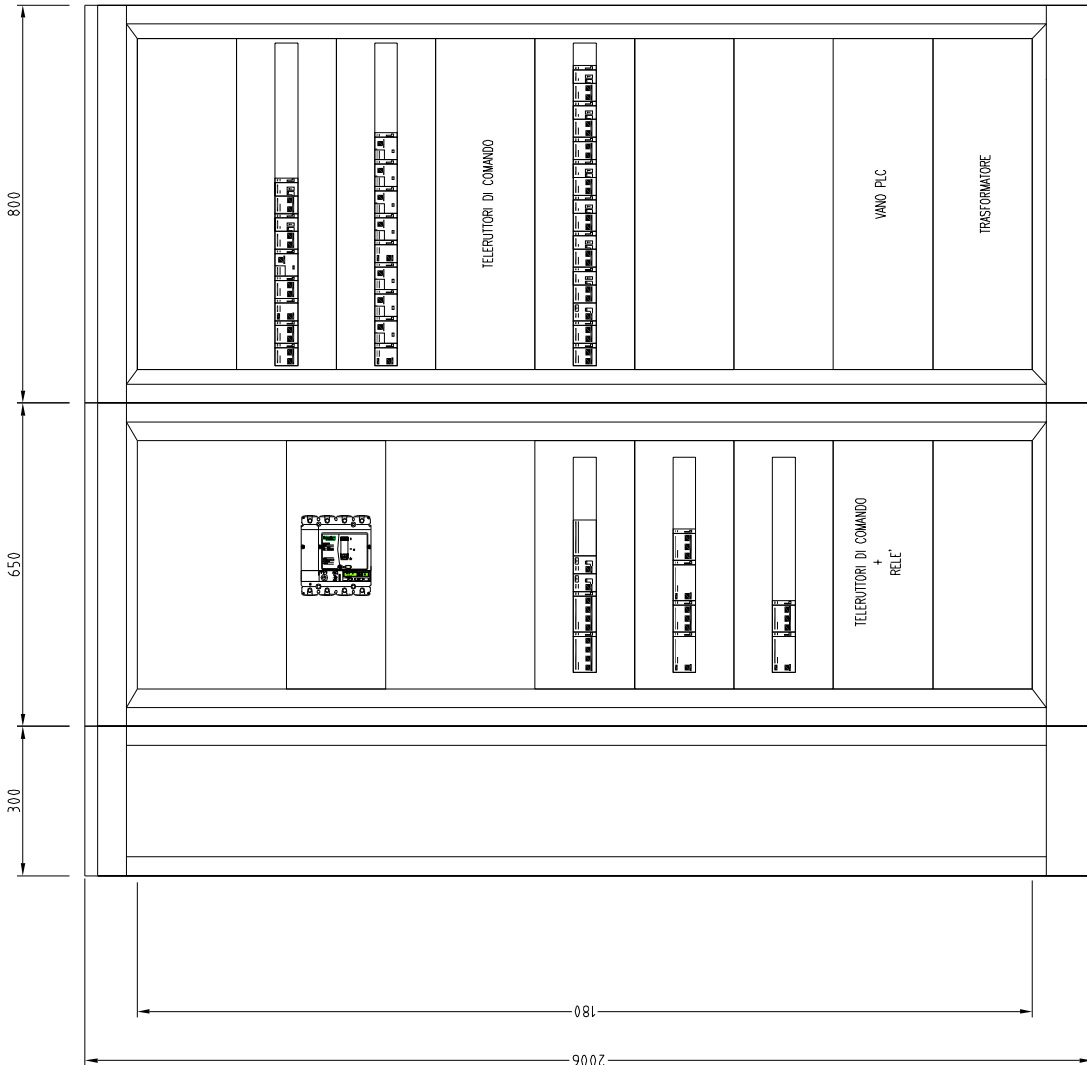 800
650
300
TELERUTTORI DI COMANDO
VANO PLC
TRASFORMATORE
TELERUTTORI DI COMANDO
+
RELE'
180
2006